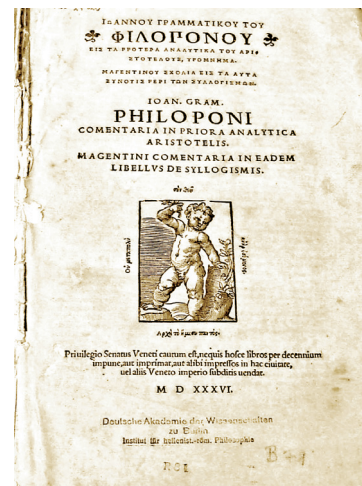 ΙΩΑΝΝΟΥ ΓΡΑΜΜΑΤΙΚΟΥ ΤΟΥ
ΦΙΛΟΠΟΝΟΥ
ΕΙΣ ΤΑ ΠΡΟΤΕΡΑ ΑΝΑΛΥΤΙΚΑ ΤΟΥ ΑΡΙ⸗
ΣΤΟΤΕΛΟΥΣ, ΥΠΟΜΝΗΜΑ.
ΜΑΓΕΝΤΙΝΟΥ ΣΧΟΛΙΑ ΕΙΣ ΤΑ ΑΥΤΑ
ΣΥΝΟΨΙΣ ΠΕΡΙ ΤΩΝ ΣΥΛΛΟΓΙΣΜΩΝ.
IOAN. GRAM.
PHILOPONI
COMENTARIA IN PRIORA ANALYTICA
ARISTOTELIS.
MAGENTINI COMENTARIA IN EADEM
LIBELLVS DE SYLLOGISMIS.
σὺν θεῷ
Priuilegio Senatus Veneti cautum est, nequis hosce libros per decennium
impune, aut imprimat, aut alibi impressos in hac ciuitate,
uel aliis Veneto imperio subditis uendat.
M D XXXVI.
Deutsche Akademie der Wissenschaften
zu Berlin
Institut für hellenist.-röm. Philosophie